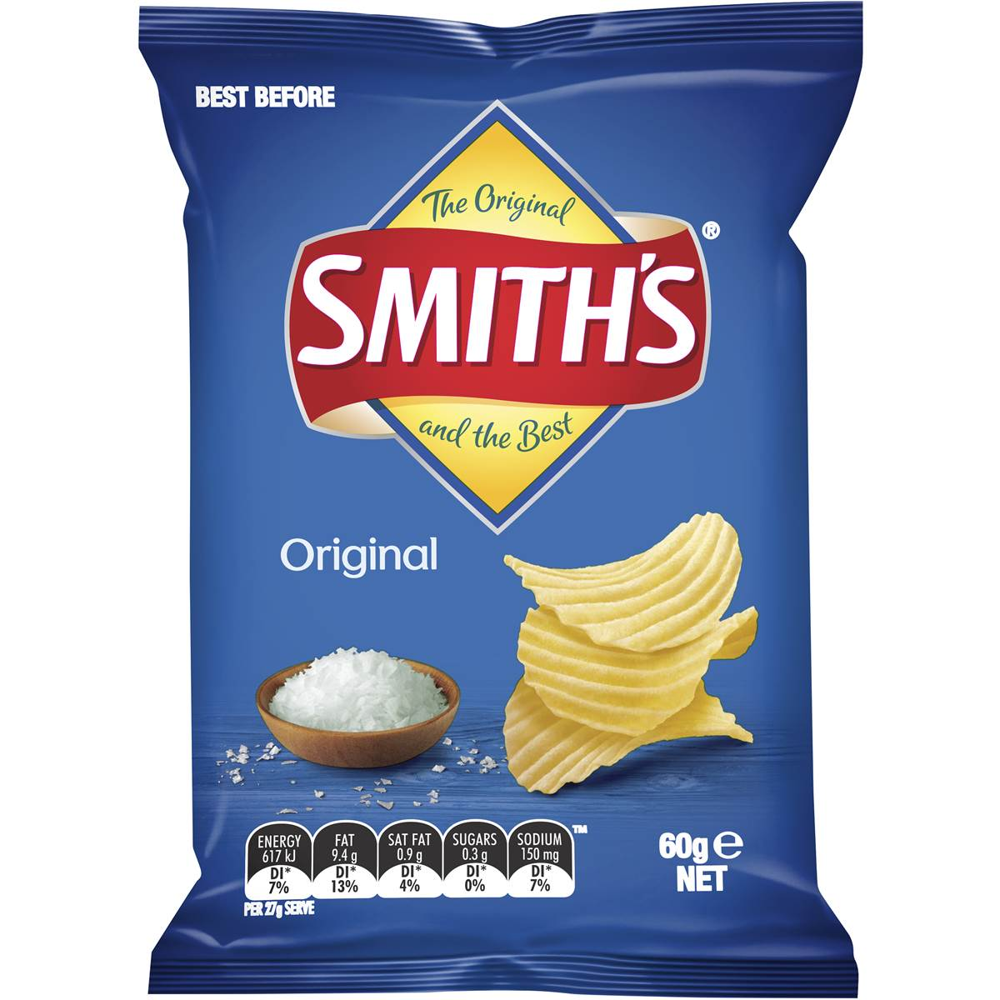 BEST BEFORE
The Original
SMITH'S
®
and the Best
Original
ENERGY FAT SAT FAT SUGARS SODIUM ™
617 kJ 9.4 g 0.9 g 0.3 g 150 mg
DI* DI* DI* DI* DI*
7% 13% 4% 0% 7%
PER 27g SERVE
60g e
NET